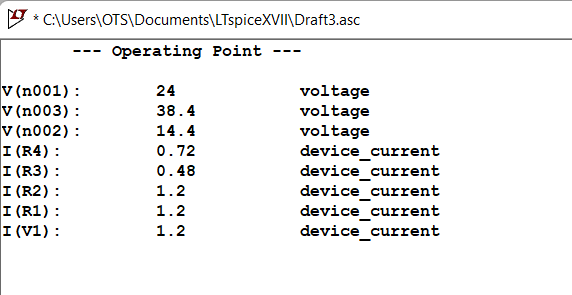 * C:\Users\OTS\Documents\LTspiceXVII\Draft3.asc
--- Operating Point ---
V(n001): 24 voltage
V(n003): 38.4 voltage
V(n002): 14.4 voltage
I(R4): 0.72 device_current
I(R3): 0.48 device_current
I(R2): 1.2 device_current
I(R1): 1.2 device_current
I(V1): 1.2 device_current